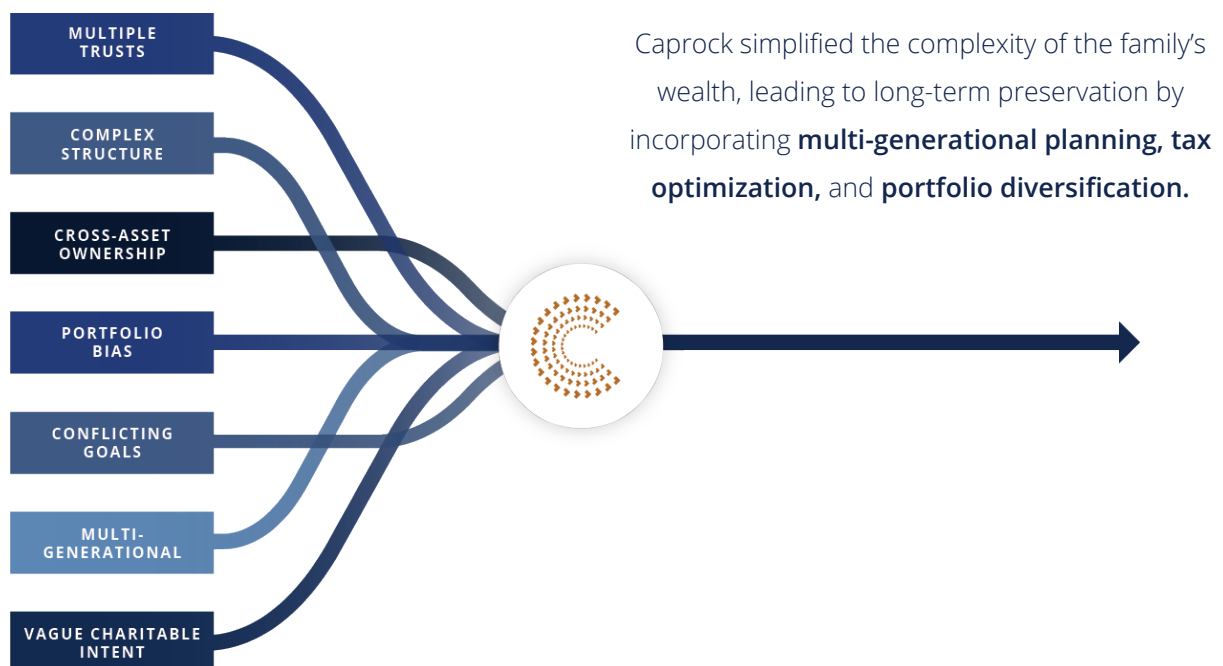 MULTIPLE
TRUSTS
COMPLEX
STRUCTURE
CROSS-ASSET
OWNERSHIP
PORTFOLIO
BIAS
CONFLICTING
GOALS
MULTI-
GENERATIONAL
VAGUE CHARITABLE
INTENT
Caprock simplified the complexity of the family’s
wealth, leading to long-term preservation by
incorporating multi-generational planning, tax
optimization, and portfolio diversification.